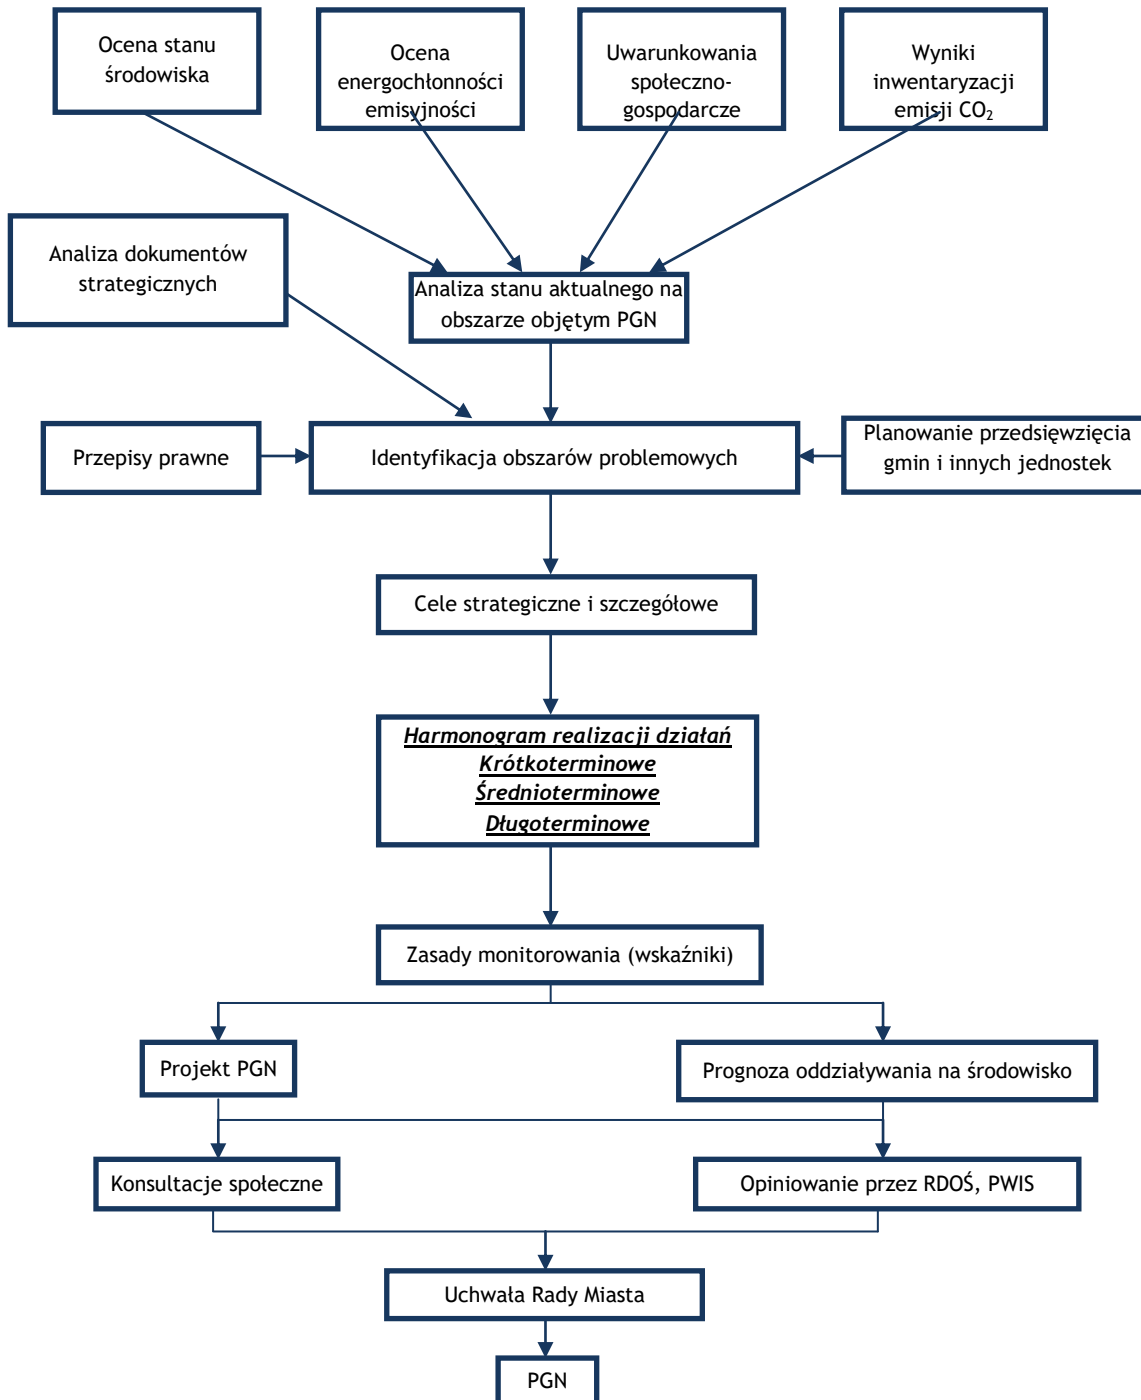 Ocena stanu
środowiska
Ocena
energochłonności
emisyjności
Uwarunkowania
społeczno-
gospodarcze
Wyniki
inwentaryzacji
emisji CO₂
Analiza dokumentów
strategicznych
Analiza stanu aktualnego na
obszarze objętym PGN
Przepisy prawne
Identyfikacja obszarów problemowych
Planowanie przedsięwzięcia
gmin i innych jednostek
Cele strategiczne i szczegółowe
Harmonogram realizacji działań
Krótkoterminowe
Średnioterminowe
Długoterminowe
Zasady monitorowania (wskaźniki)
Projekt PGN
Prognoza oddziaływania na środowisko
Konsultacje społeczne
Opiniowanie przez RDOŚ, PWIS
Uchwała Rady Miasta
PGN